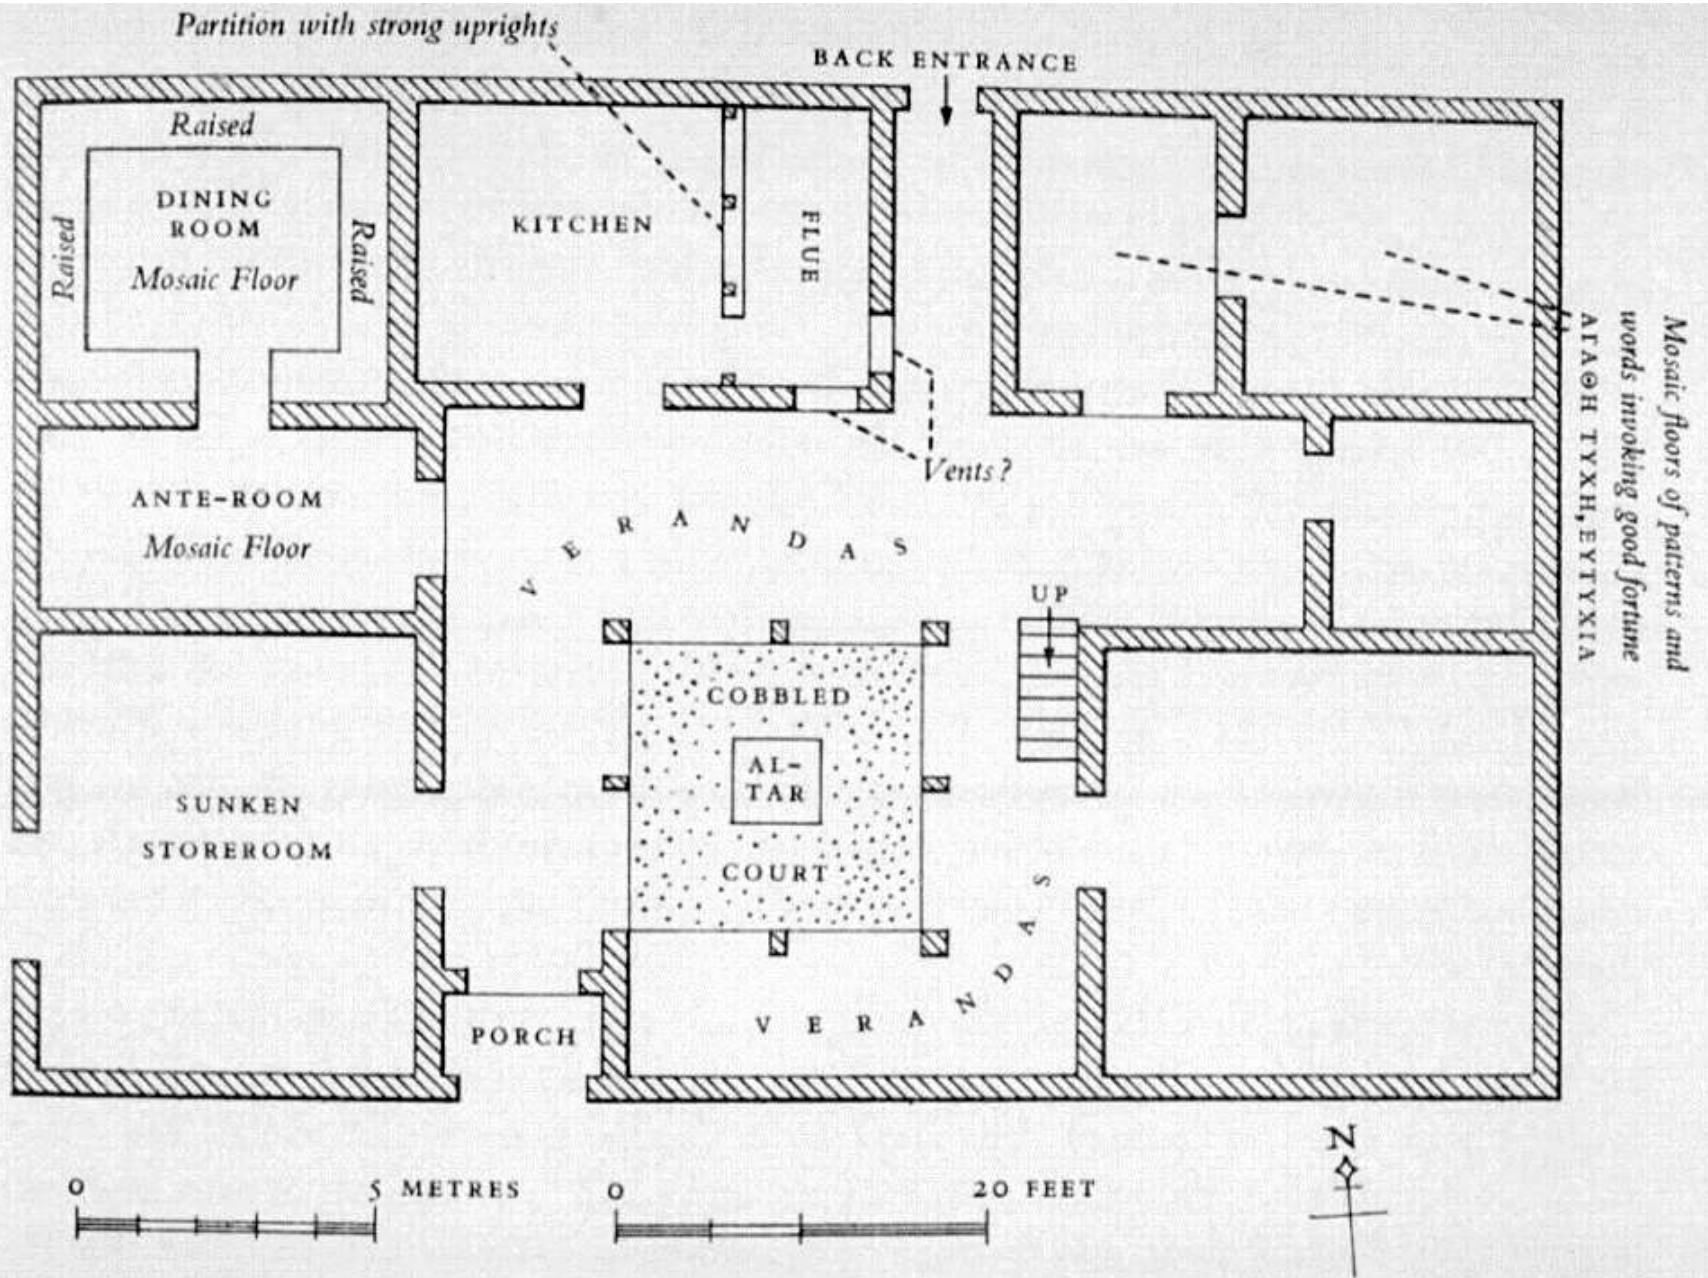 Partition with strong uprights
BACK ENTRANCE
Raised
DINING
ROOM
Mosaic Floor
Raised
Raised
KITCHEN
FLUE
Vents?
ANTE-ROOM
Mosaic Floor
VERANDAS
UP
COBBLED
AL-
TAR
COURT
SUNKEN
STOREROOM
PORCH
VERANDAS
Mosaic floors of patterns and
words invoking good fortune
ΑΓΑΘΗ ΤΥΧΗ, ΕΥΤΥΧΙΑ
N
0 5 METRES
0 20 FEET